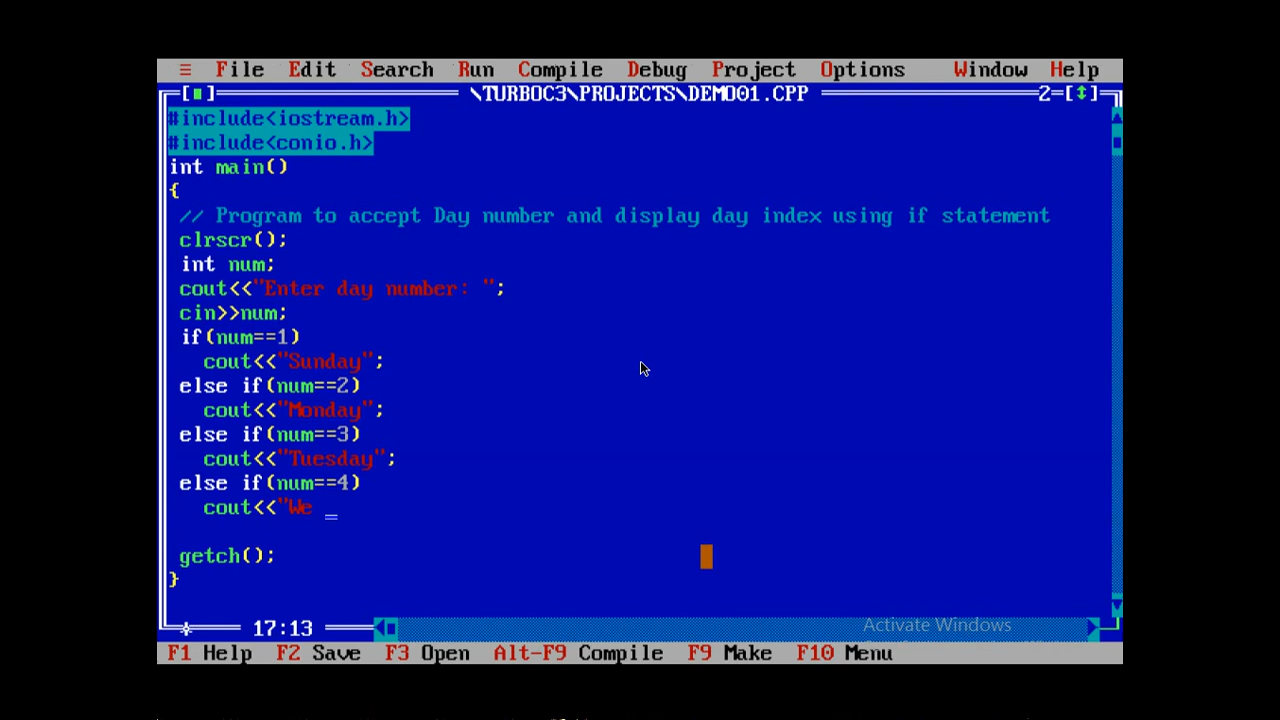 ≡ File Edit Search Run Compile Debug Project Options Window Help
[■] \TURBOC3\PROJECTS\DEMO01.CPP 2=[↕]
#include<iostream.h>
#include<conio.h>
int main()
{
// Program to accept Day number and display day index using if statement
clrscr();
int num;
cout<<"Enter day number: ";
cin>>num;
if(num==1)
cout<<"Sunday";
else if(num==2)
cout<<"Monday";
else if(num==3)
cout<<"Tuesday";
else if(num==4)
cout<<"We _
getch();
}
17:13
Activate Windows
F1 Help F2 Save F3 Open Alt-F9 Compile F9 Make F10 Menu